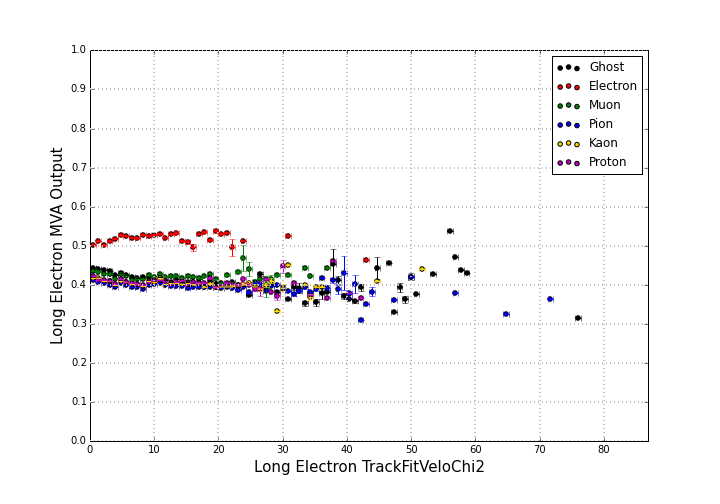 1.0
0.9
0.8
0.7
0.6
0.5
0.4
0.3
0.2
0.1
0.0
0 10 20 30 40 50 60 70 80
Long Electron MVA Output
Long Electron TrackFitVeloChi2
Ghost
Electron
Muon
Pion
Kaon
Proton